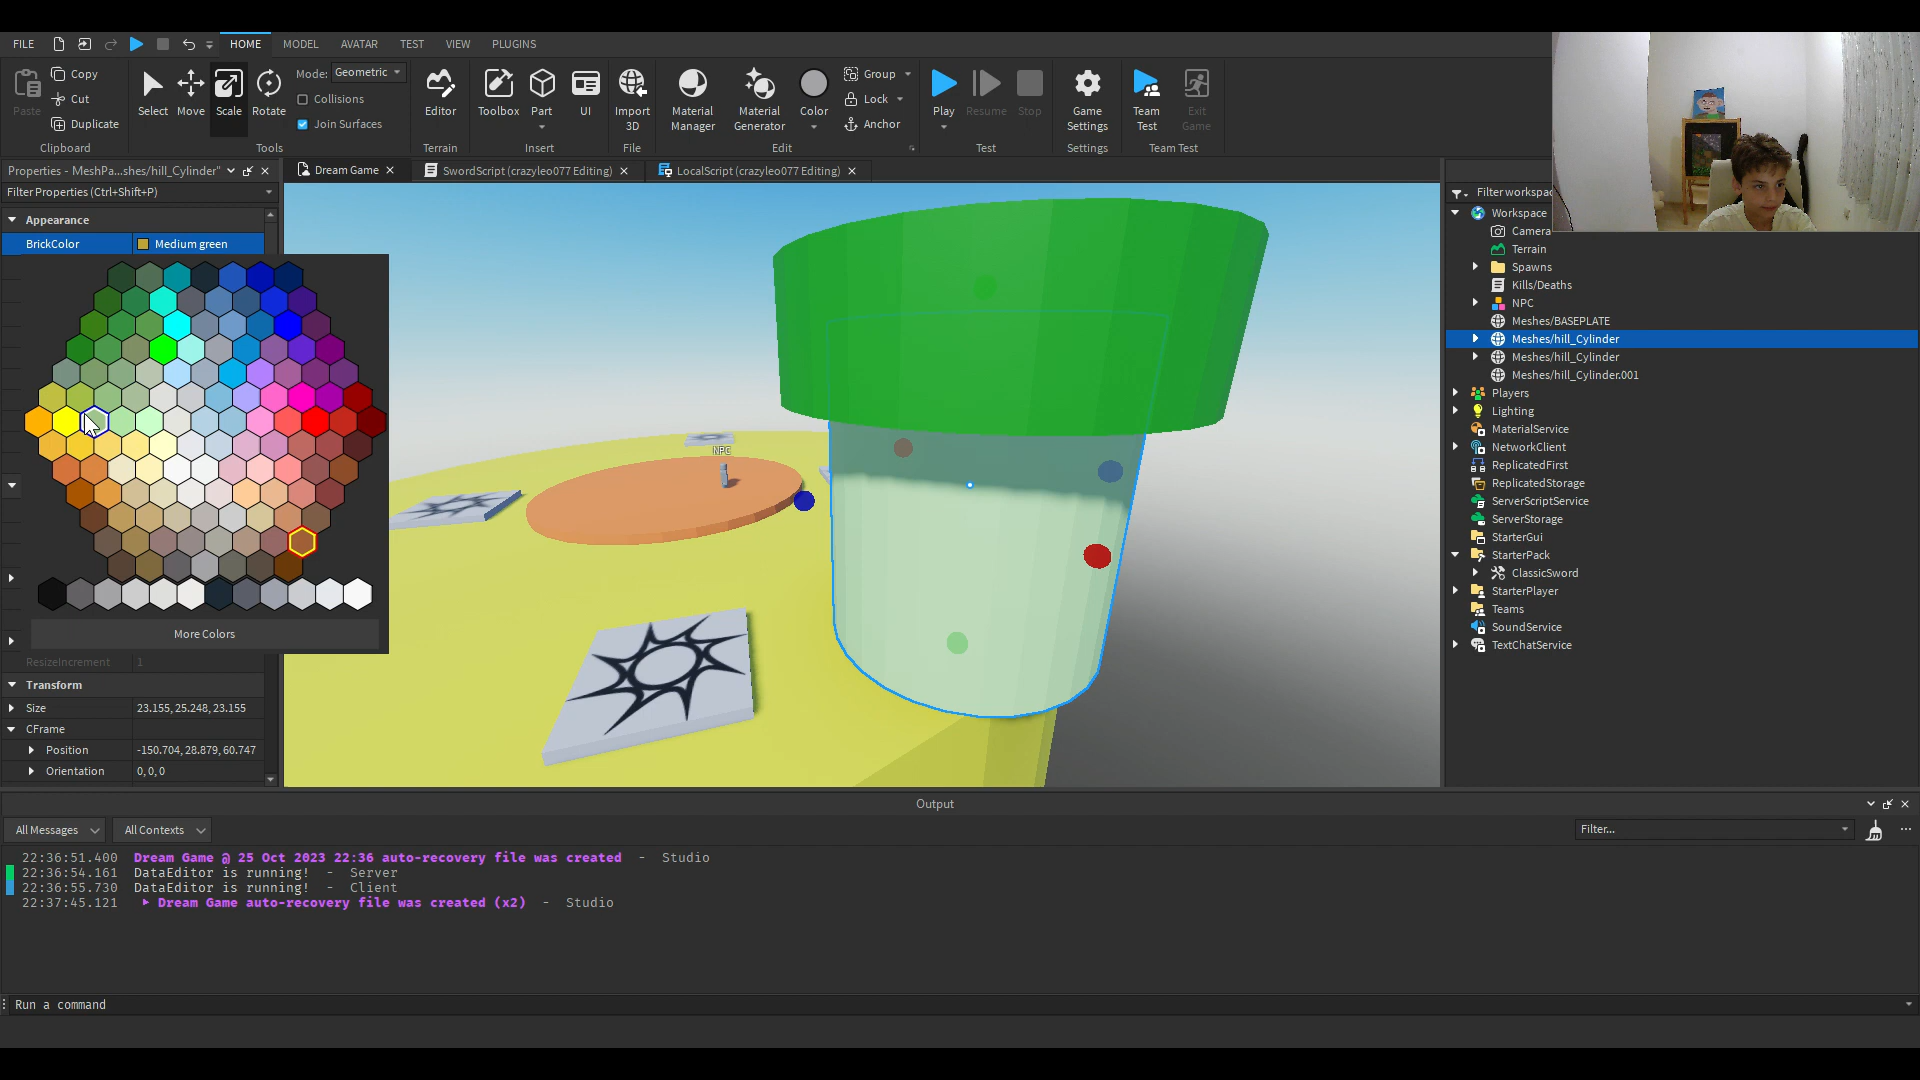 FILE HOME MODEL AVATAR TEST VIEW PLUGINS
Paste Copy Cut Duplicate Clipboard
Select Move Scale Rotate Mode: Geometric Collisions Join Surfaces Tools
Editor Terrain
Toolbox Part UI Insert
Import 3D File
Material Manager Material Generator Color Group Lock Anchor Edit
Play Resume Stop Test
Game Settings Settings
Team Test Exit Game Team Test
Properties - MeshPa...shes/hill_Cylinder"
Dream Game SwordScript (crazyleo077 Editing) LocalScript (crazyleo077 Editing)
Filter Properties (Ctrl+Shift+P)
Appearance
BrickColor Medium green
More Colors
ResizeIncrement 1
Transform
Size 23.155, 25.248, 23.155
CFrame
Position -150.704, 28.879, 60.747
Orientation 0, 0, 0
NPC
Filter workspac
Workspace
Camera
Terrain
Spawns
Kills/Deaths
NPC
Meshes/BASEPLATE
Meshes/hill_Cylinder
Meshes/hill_Cylinder
Meshes/hill_Cylinder.001
Players
Lighting
MaterialService
NetworkClient
ReplicatedFirst
ReplicatedStorage
ServerScriptService
ServerStorage
StarterGui
StarterPack
ClassicSword
StarterPlayer
Teams
SoundService
TextChatService
Output
All Messages All Contexts Filter...
22:36:51.400 Dream Game @ 25 Oct 2023 22:36 auto-recovery file was created - Studio
22:36:54.161 DataEditor is running! - Server
22:36:55.730 DataEditor is running! - Client
22:37:45.121 Dream Game auto-recovery file was created (x2) - Studio
Run a command